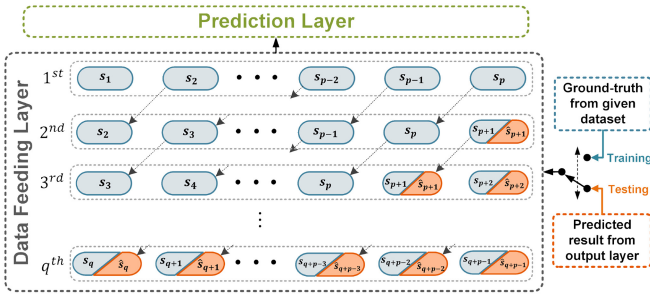 Prediction Layer
Data Feeding Layer
1st s1 s2 • • • sp−2 sp−1 sp
2nd s2 s3 • • • sp−1 sp sp+1 ŝp+1
3rd s3 s4 • • • sp sp+1 ŝp+1 sp+2 ŝp+2
qth sq ŝq sq+1 ŝq+1 • • • sq+p−3 ŝq+p−3 sq+p−2 ŝq+p−2 sq+p−1 ŝq+p−1
Ground-truth
from given
dataset
Training
Testing
Predicted
result from
output layer